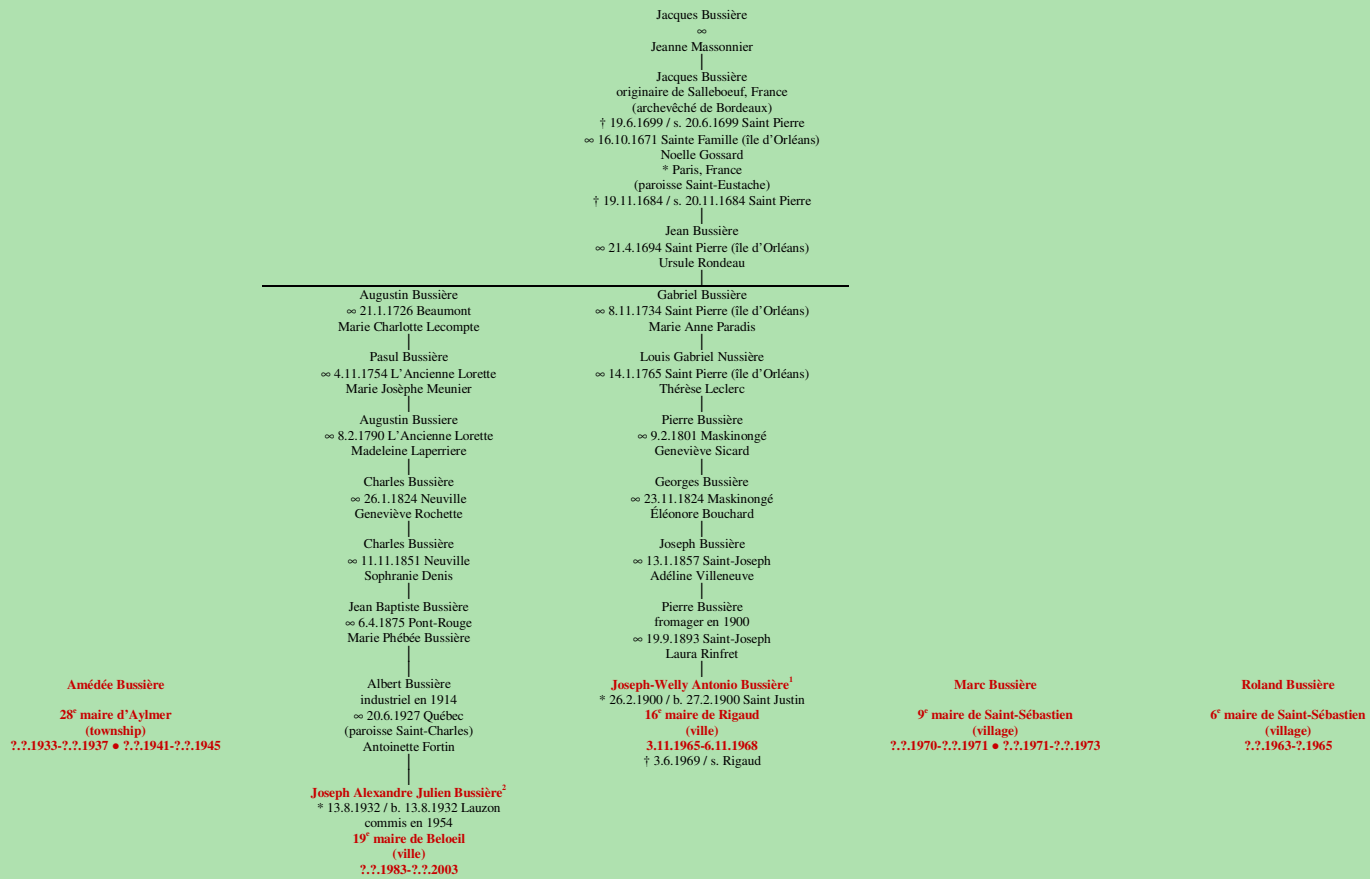 Jacques Bussière
∞
Jeanne Massonnier
Jacques Bussière
originaire de Salleboeuf, France
(archevêché de Bordeaux)
† 19.6.1699 / s. 20.6.1699 Saint Pierre
∞ 16.10.1671 Sainte Famille (île d’Orléans)
Noelle Gossard
* Paris, France
(paroisse Saint-Eustache)
† 19.11.1684 / s. 20.11.1684 Saint Pierre
Jean Bussière
∞ 21.4.1694 Saint Pierre (île d’Orléans)
Ursule Rondeau
Augustin Bussière
∞ 21.1.1726 Beaumont
Marie Charlotte Lecompte
Pasul Bussière
∞ 4.11.1754 L’Ancienne Lorette
Marie Josèphe Meunier
Augustin Bussiere
∞ 8.2.1790 L’Ancienne Lorette
Madeleine Laperriere
Charles Bussière
∞ 26.1.1824 Neuville
Geneviève Rochette
Charles Bussière
∞ 11.11.1851 Neuville
Sophranie Denis
Jean Baptiste Bussière
∞ 6.4.1875 Pont-Rouge
Marie Phébée Bussière
Albert Bussière
industriel en 1914
∞ 20.6.1927 Québec
(paroisse Saint-Charles)
Antoinette Fortin
Joseph Alexandre Julien Bussière²
* 13.8.1932 / b. 13.8.1932 Lauzon
commis en 1954
19e maire de Beloeil
(ville)
?.?.1983-?.?.2003
Gabriel Bussière
∞ 8.11.1734 Saint Pierre (île d’Orléans)
Marie Anne Paradis
Louis Gabriel Nussière
∞ 14.1.1765 Saint Pierre (île d’Orléans)
Thérèse Leclerc
Pierre Bussière
∞ 9.2.1801 Maskinongé
Geneviève Sicard
Georges Bussière
∞ 23.11.1824 Maskinongé
Éléonore Bouchard
Joseph Bussière
∞ 13.1.1857 Saint-Joseph
Adéline Villeneuve
Pierre Bussière
fromager en 1900
∞ 19.9.1893 Saint-Joseph
Laura Rinfret
Joseph-Welly Antonio Bussière¹
* 26.2.1900 / b. 27.2.1900 Saint Justin
16e maire de Rigaud
(ville)
3.11.1965-6.11.1968
† 3.6.1969 / s. Rigaud
Amédée Bussière
28e maire d’Aylmer
(township)
?.?.1933-?.?.1937 ● ?.?.1941-?.?.1945
Marc Bussière
9e maire de Saint-Sébastien
(village)
?.?.1970-?.?.1971 ● ?.?.1971-?.?.1973
Roland Bussière
6e maire de Saint-Sébastien
(village)
?.?.1963-?.1965